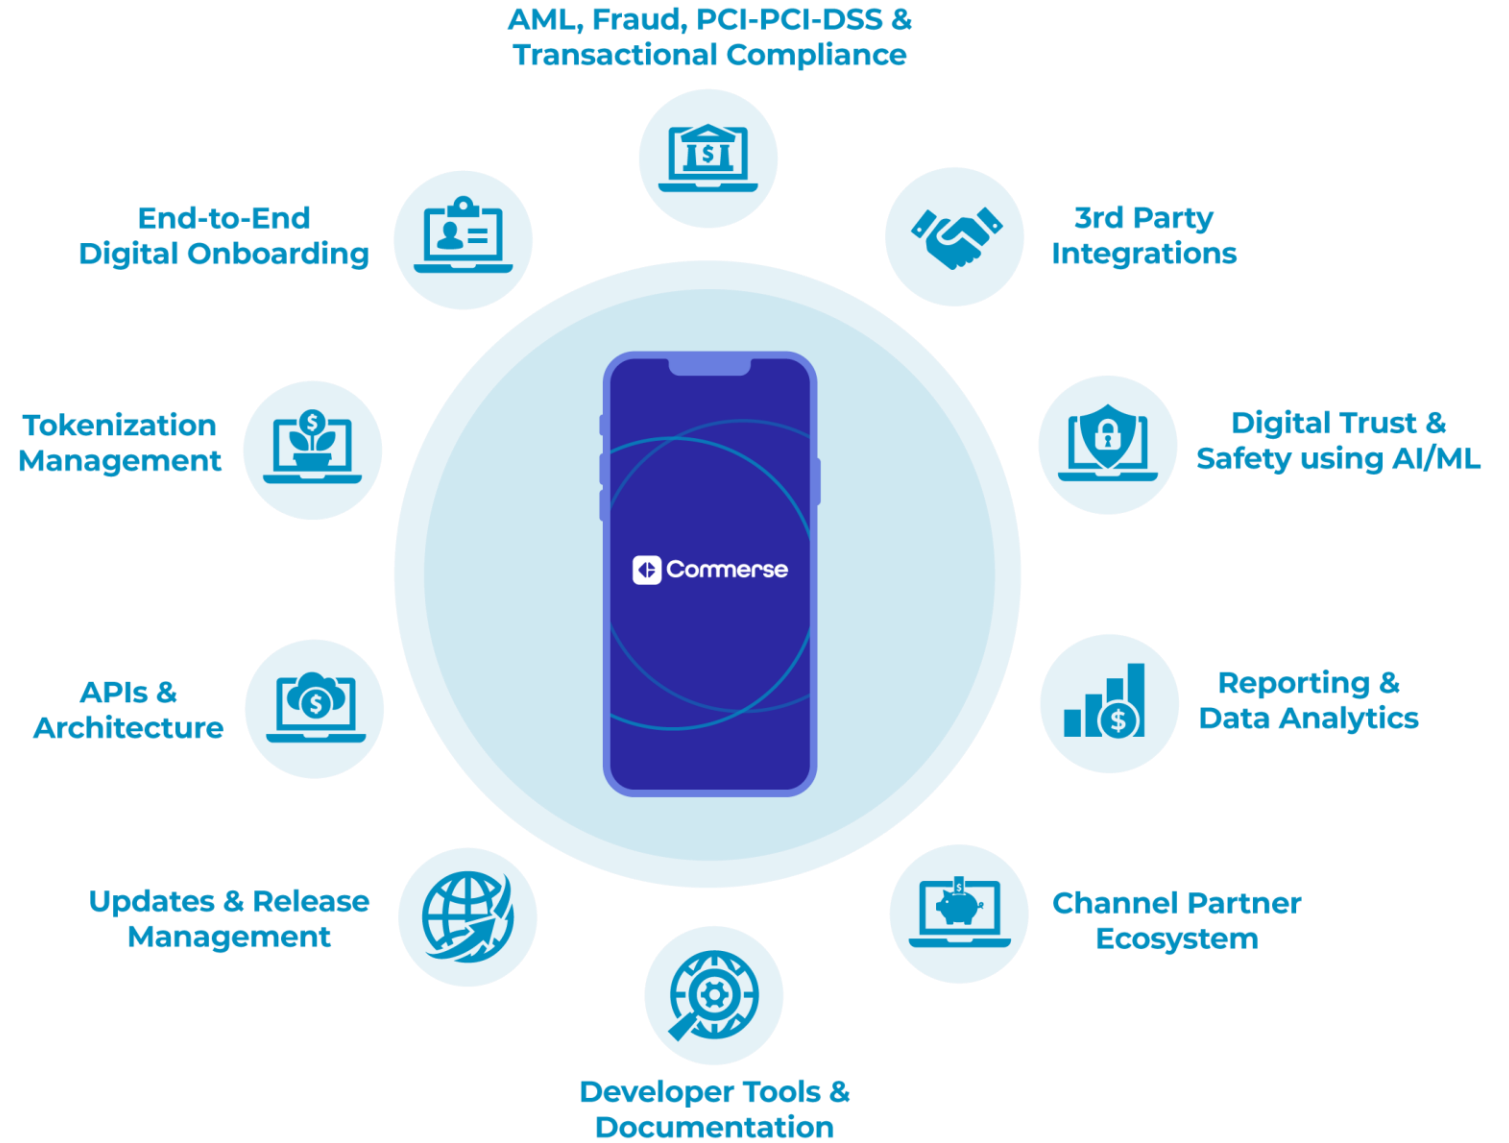 AML, Fraud, PCI-PCI-DSS &
Transactional Compliance
End-to-End
Digital Onboarding
3rd Party
Integrations
Tokenization
Management
Digital Trust &
Safety using AI/ML
Commerse
APIs &
Architecture
Reporting &
Data Analytics
Updates & Release
Management
Channel Partner
Ecosystem
Developer Tools &
Documentation